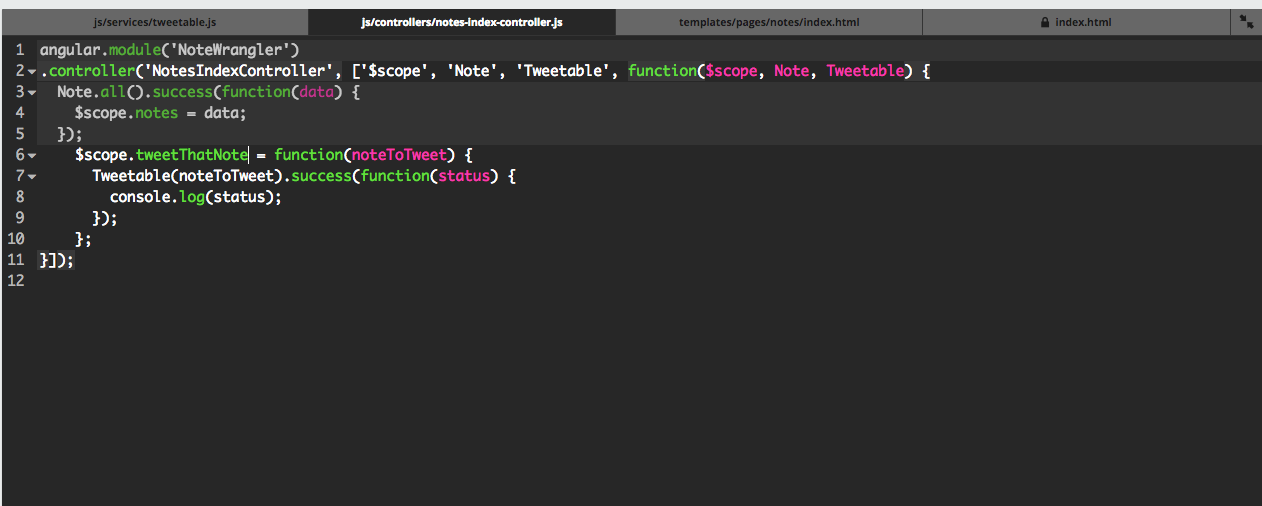 js/services/tweetable.js js/controllers/notes-index-controller.js templates/pages/notes/index.html index.html
1 angular.module('NoteWrangler')
2 .controller('NotesIndexController', ['$scope', 'Note', 'Tweetable', function($scope, Note, Tweetable) {
3   Note.all().success(function(data) {
4     $scope.notes = data;
5   });
6     $scope.tweetThatNote = function(noteToTweet) {
7       Tweetable(noteToTweet).success(function(status) {
8         console.log(status);
9       });
10     };
11 }]);
12